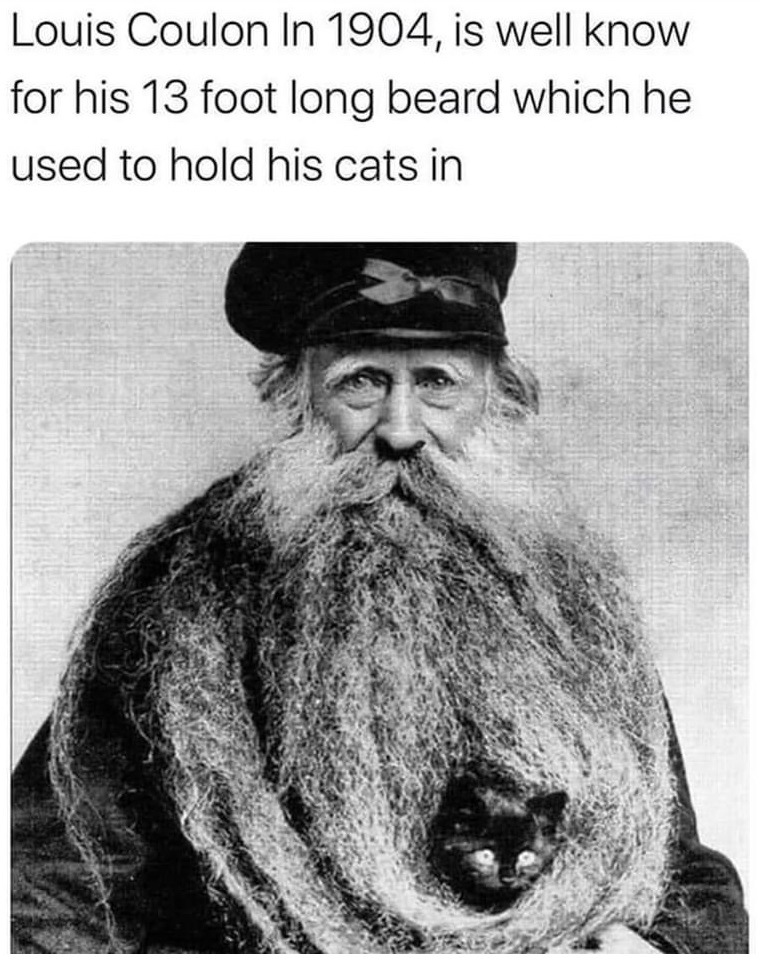 Louis Coulon In 1904, is well know
for his 13 foot long beard which he
used to hold his cats in